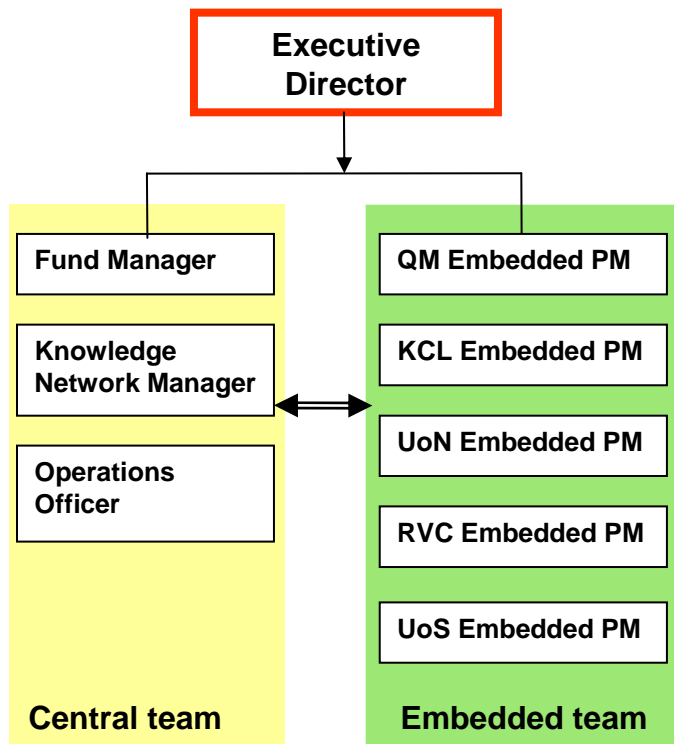 Executive
Director
Fund Manager
Knowledge
Network Manager
Operations
Officer
Central team
QM Embedded PM
KCL Embedded PM
UoN Embedded PM
RVC Embedded PM
UoS Embedded PM
Embedded team